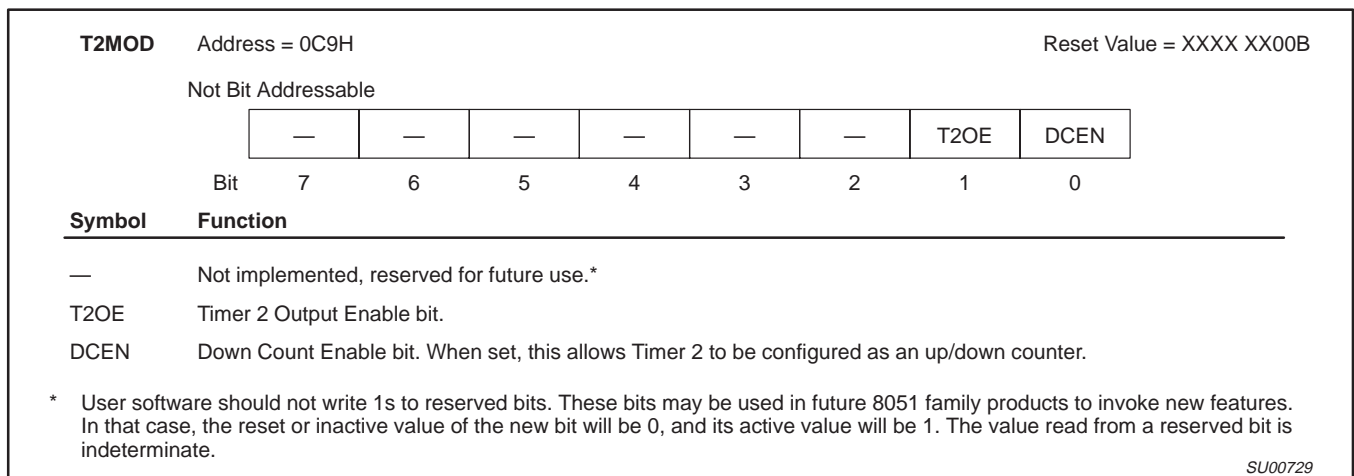 T2MOD Address = 0C9H Reset Value = XXXX XX00B
Not Bit Addressable
— — — — — — T2OE DCEN
Bit 7 6 5 4 3 2 1 0
Symbol Function
— Not implemented, reserved for future use.*
T2OE Timer 2 Output Enable bit.
DCEN Down Count Enable bit. When set, this allows Timer 2 to be configured as an up/down counter.
* User software should not write 1s to reserved bits. These bits may be used in future 8051 family products to invoke new features.
In that case, the reset or inactive value of the new bit will be 0, and its active value will be 1. The value read from a reserved bit is
indeterminate.
SU00729